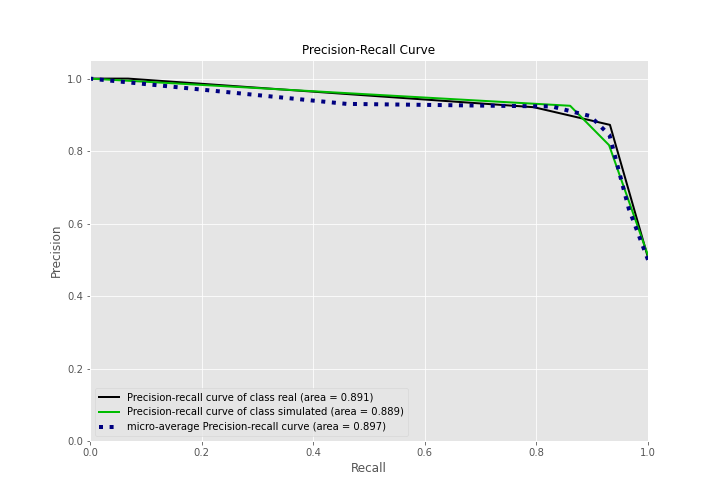 Precision-Recall Curve
1.0
0.8
0.6
0.4
0.2
0.0
Precision
Precision-recall curve of class real (area = 0.891)
Precision-recall curve of class simulated (area = 0.889)
micro-average Precision-recall curve (area = 0.897)
0.0 0.2 0.4 0.6 0.8 1.0
Recall